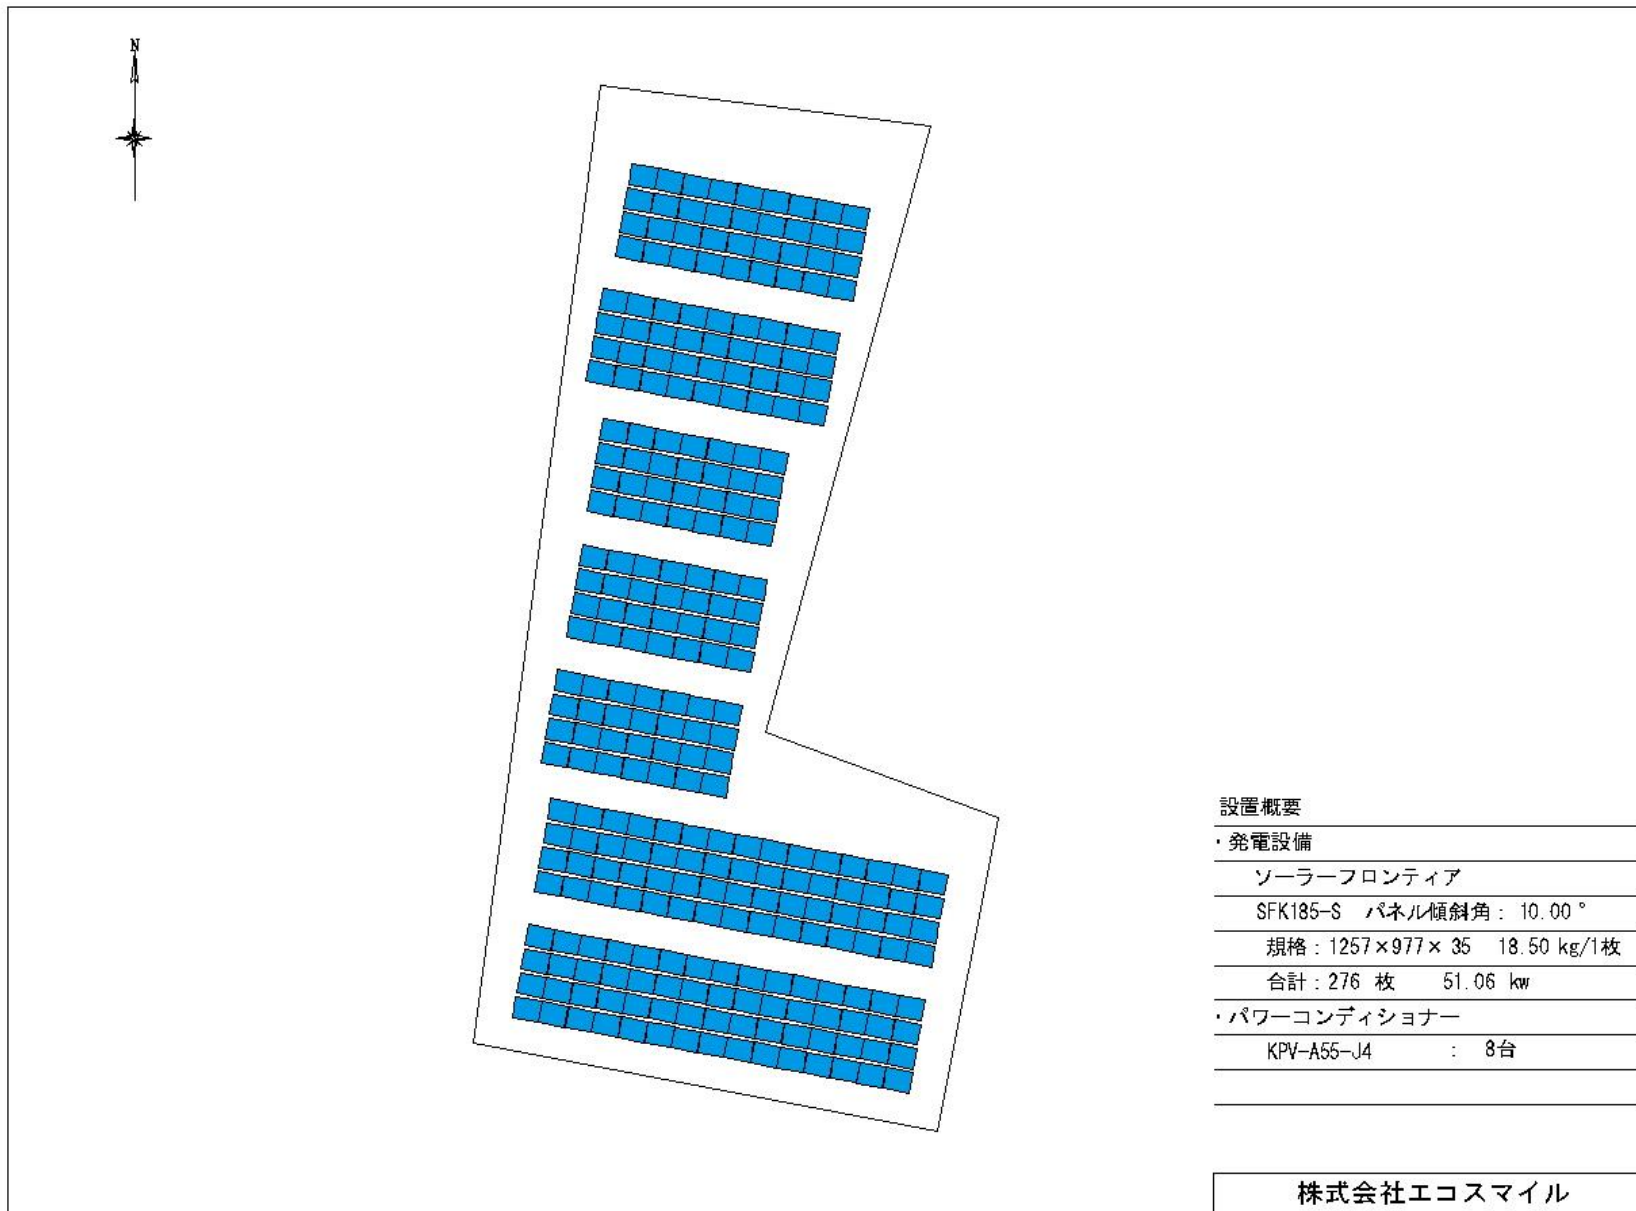 N
設置概要
・発電設備
ソーラーフロンティア
SFK185-S パネル傾斜角: 10.00°
規格:1257×977× 35 18.50 kg/1枚
合計:276 枚 51.06 kw
・パワーコンディショナー
KPV-A55-J4 : 8台
株式会社エコスマイル